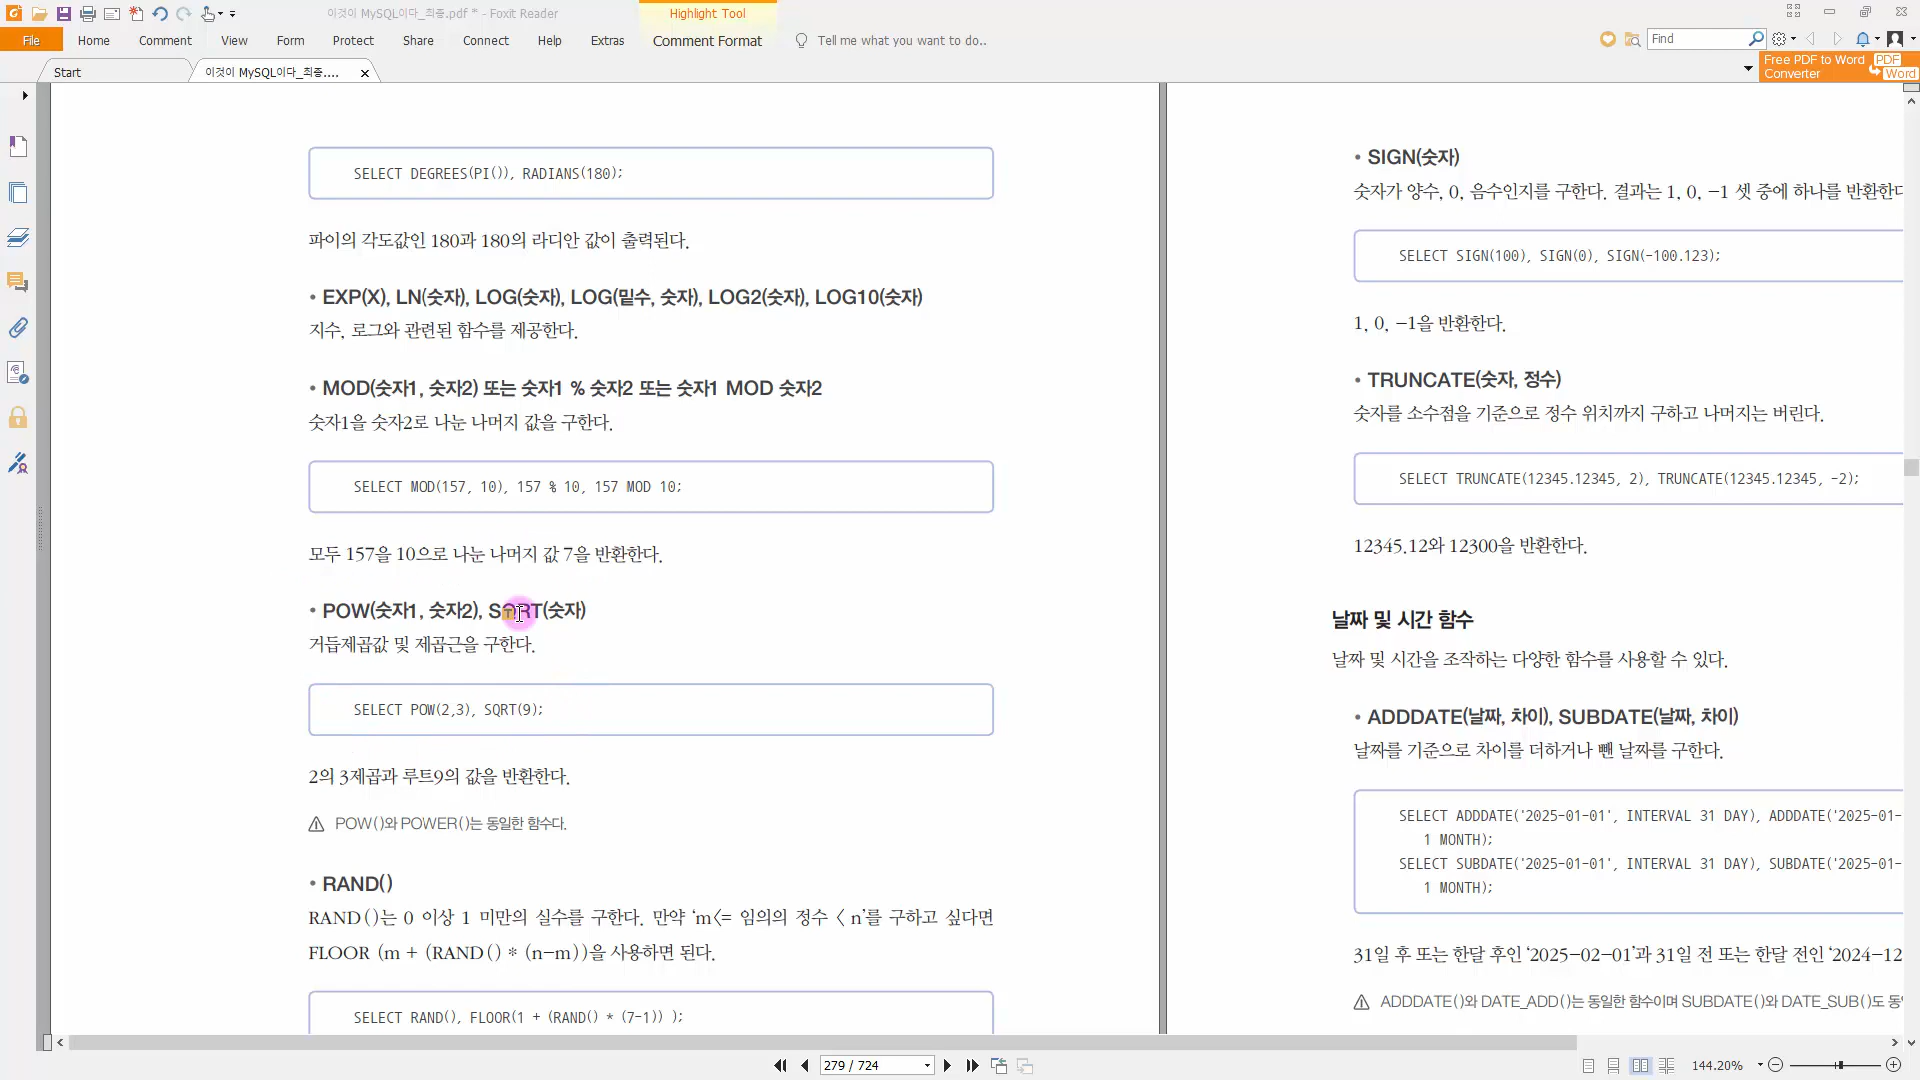 이것이 MySQL이다_최종.pdf * - Foxit Reader
Highlight Tool
File
Home
Comment
View
Form
Protect
Share
Connect
Help
Extras
Comment Format
Tell me what you want to do..
Find
Start
이것이 MySQL이다_최종....
Free PDF to Word
Converter
PDF
Word
SELECT DEGREES(PI()), RADIANS(180);
파이의 각도값인 180과 180의 라디안 값이 출력된다.
• EXP(X), LN(숫자), LOG(숫자), LOG(밑수, 숫자), LOG2(숫자), LOG10(숫자)
지수, 로그와 관련된 함수를 제공한다.
• MOD(숫자1, 숫자2) 또는 숫자1 % 숫자2 또는 숫자1 MOD 숫자2
숫자1을 숫자2로 나눈 나머지 값을 구한다.
SELECT MOD(157, 10), 157 % 10, 157 MOD 10;
모두 157을 10으로 나눈 나머지 값 7을 반환한다.
• POW(숫자1, 숫자2), SQRT(숫자)
거듭제곱값 및 제곱근을 구한다.
SELECT POW(2,3), SQRT(9);
2의 3제곱과 루트9의 값을 반환한다.
POW()와 POWER()는 동일한 함수다.
• RAND()
RAND()는 0 이상 1 미만의 실수를 구한다. 만약 ‘m<= 임의의 정수 < n’를 구하고 싶다면
FLOOR (m + (RAND() * (n−m))을 사용하면 된다.
SELECT RAND(), FLOOR(1 + (RAND() * (7-1)) );
• SIGN(숫자)
숫자가 양수, 0, 음수인지를 구한다. 결과는 1, 0, −1 셋 중에 하나를 반환한다
SELECT SIGN(100), SIGN(0), SIGN(-100.123);
1, 0, −1을 반환한다.
• TRUNCATE(숫자, 정수)
숫자를 소수점을 기준으로 정수 위치까지 구하고 나머지는 버린다.
SELECT TRUNCATE(12345.12345, 2), TRUNCATE(12345.12345, -2);
12345.12와 12300을 반환한다.
날짜 및 시간 함수
날짜 및 시간을 조작하는 다양한 함수를 사용할 수 있다.
• ADDDATE(날짜, 차이), SUBDATE(날짜, 차이)
날짜를 기준으로 차이를 더하거나 뺀 날짜를 구한다.
SELECT ADDDATE('2025-01-01', INTERVAL 31 DAY), ADDDATE('2025-01-
1 MONTH);
SELECT SUBDATE('2025-01-01', INTERVAL 31 DAY), SUBDATE('2025-01-
1 MONTH);
31일 후 또는 한달 후인 ‘2025−02−01’과 31일 전 또는 한달 전인 ‘2024−12
ADDDATE()와 DATE_ADD()는 동일한 함수이며 SUBDATE()와 DATE_SUB()도 동
279 / 724
144.20%